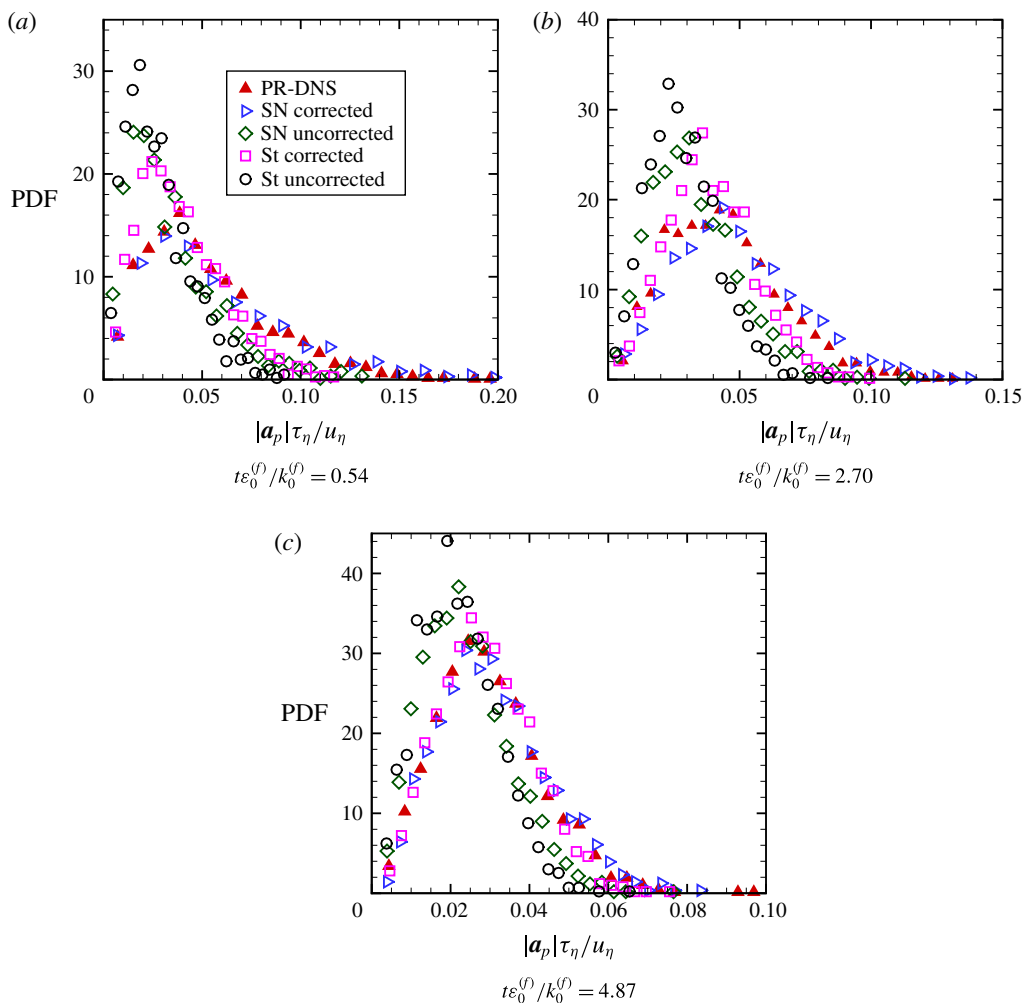 (a)
30
20
10
PDF
0
0.05
0.10
0.15
0.20
PR-DNS
SN corrected
SN uncorrected
St corrected
St uncorrected
|a_p|τ_η/u_η
tε_0^(f)/k_0^(f) = 0.54
(b)
40
30
20
10
0
0.05
0.10
0.15
|a_p|τ_η/u_η
tε_0^(f)/k_0^(f) = 2.70
(c)
40
30
20
10
PDF
0
0.02
0.04
0.06
0.08
0.10
|a_p|τ_η/u_η
tε_0^(f)/k_0^(f) = 4.87